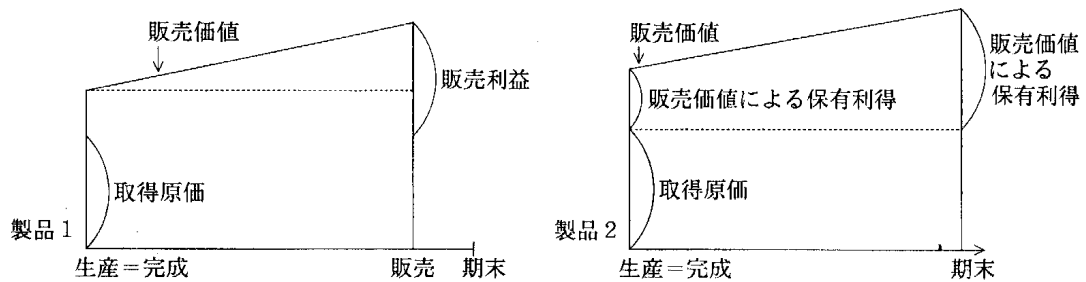 販売価値
販売利益
取得原価
製品1
生産=完成
販売
期末
販売価値
販売価値による保有利得
販売価値
による
保有利得
取得原価
製品2
生産=完成
期末